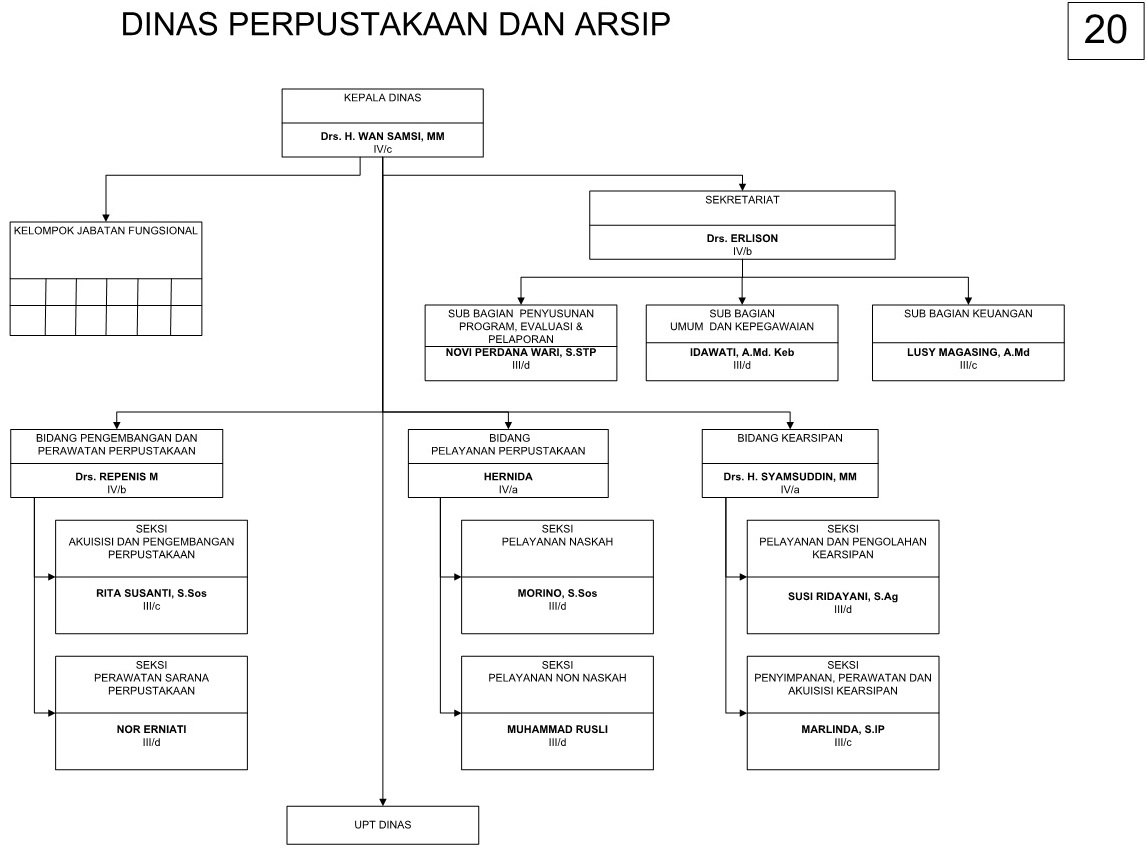 DINAS PERPUSTAKAAN DAN ARSIP
20
KEPALA DINAS
Drs. H. WAN SAMSI, MM
IV/c
KELOMPOK JABATAN FUNGSIONAL
SEKRETARIAT
Drs. ERLISON
IV/b
SUB BAGIAN PENYUSUNAN
PROGRAM, EVALUASI &
PELAPORAN
NOVI PERDANA WARI, S.STP
III/d
SUB BAGIAN
UMUM DAN KEPEGAWAIAN
IDAWATI, A.Md. Keb
III/d
SUB BAGIAN KEUANGAN
LUSY MAGASING, A.Md
III/c
BIDANG PENGEMBANGAN DAN
PERAWATAN PERPUSTAKAAN
Drs. REPENIS M
IV/b
SEKSI
AKUISISI DAN PENGEMBANGAN
PERPUSTAKAAN
RITA SUSANTI, S.Sos
III/c
SEKSI
PERAWATAN SARANA
PERPUSTAKAAN
NOR ERNIATI
III/d
BIDANG
PELAYANAN PERPUSTAKAAN
HERNIDA
IV/a
SEKSI
PELAYANAN NASKAH
MORINO, S.Sos
III/d
SEKSI
PELAYANAN NON NASKAH
MUHAMMAD RUSLI
III/d
BIDANG KEARSIPAN
Drs. H. SYAMSUDDIN, MM
IV/a
SEKSI
PELAYANAN DAN PENGOLAHAN
KEARSIPAN
SUSI RIDAYANI, S.Ag
III/d
SEKSI
PENYIMPANAN, PERAWATAN DAN
AKUISISI KEARSIPAN
MARLINDA, S.IP
III/c
UPT DINAS